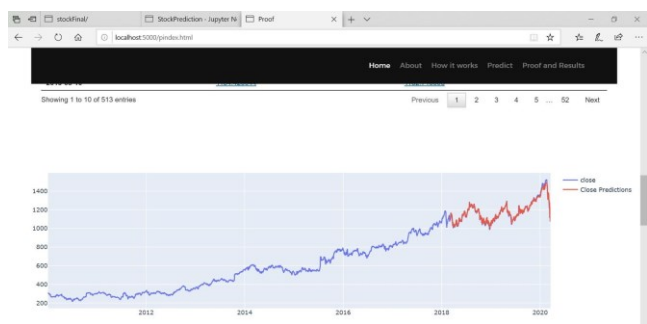 stockFinal/ StockPrediction - Jupyter N Proof
localhost:5000/pindex.html
Home About How it works Predict Proof and Results
Showing 1 to 10 of 513 entries Previous 1 2 3 4 5 ... 52 Next
close
Close Predictions
1400
1200
1000
800
600
400
200
2012 2014 2016 2018 2020